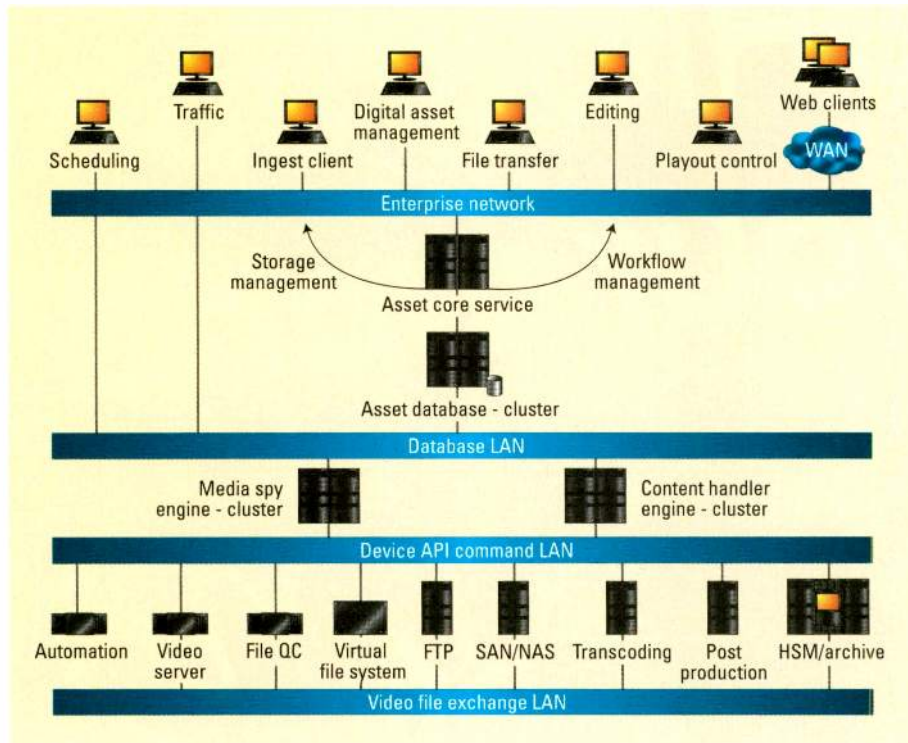 Scheduling
Traffic
Ingest client
Digital asset
management
File transfer
Editing
Playout control
Web clients
WAN
Enterprise network
Storage
management
Workflow
management
Asset core service
Asset database - cluster
Database LAN
Media spy
engine - cluster
Content handler
engine - cluster
Device API command LAN
Automation
Video
server
File QC
Virtual
file system
FTP
SAN/NAS
Transcoding
Post
production
HSM/archive
Video file exchange LAN